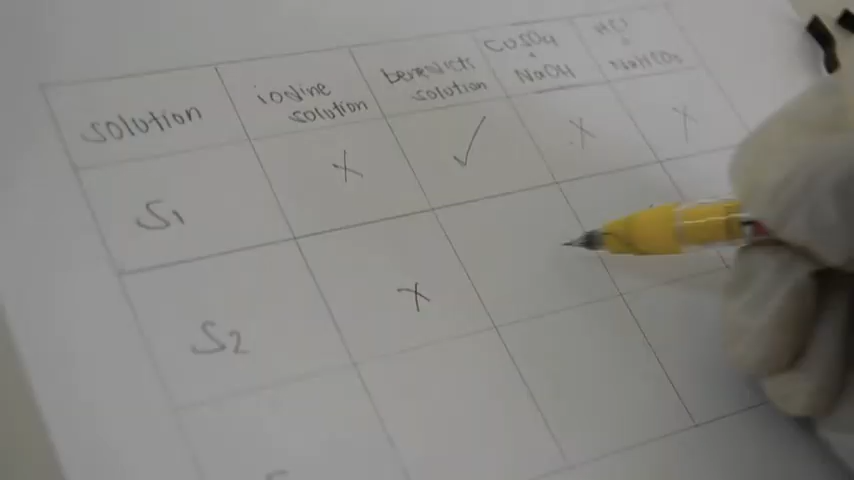 solution
iodine
solution
benedicts
solution
CuSO4
+
NaOH
HCl
+
NaHCO3
S1
X
✓
X
X
S2
X